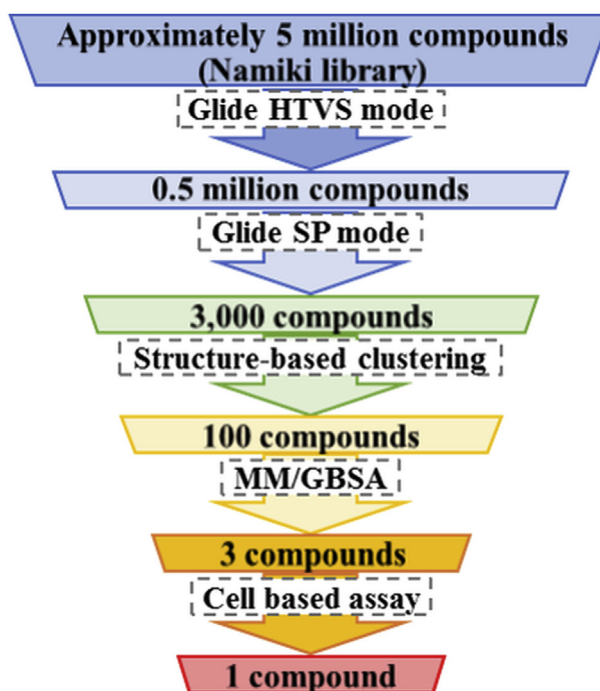 Approximately 5 million compounds
(Namiki library)
Glide HTVS mode
0.5 million compounds
Glide SP mode
3,000 compounds
Structure-based clustering
100 compounds
MM/GBSA
3 compounds
Cell based assay
1 compound